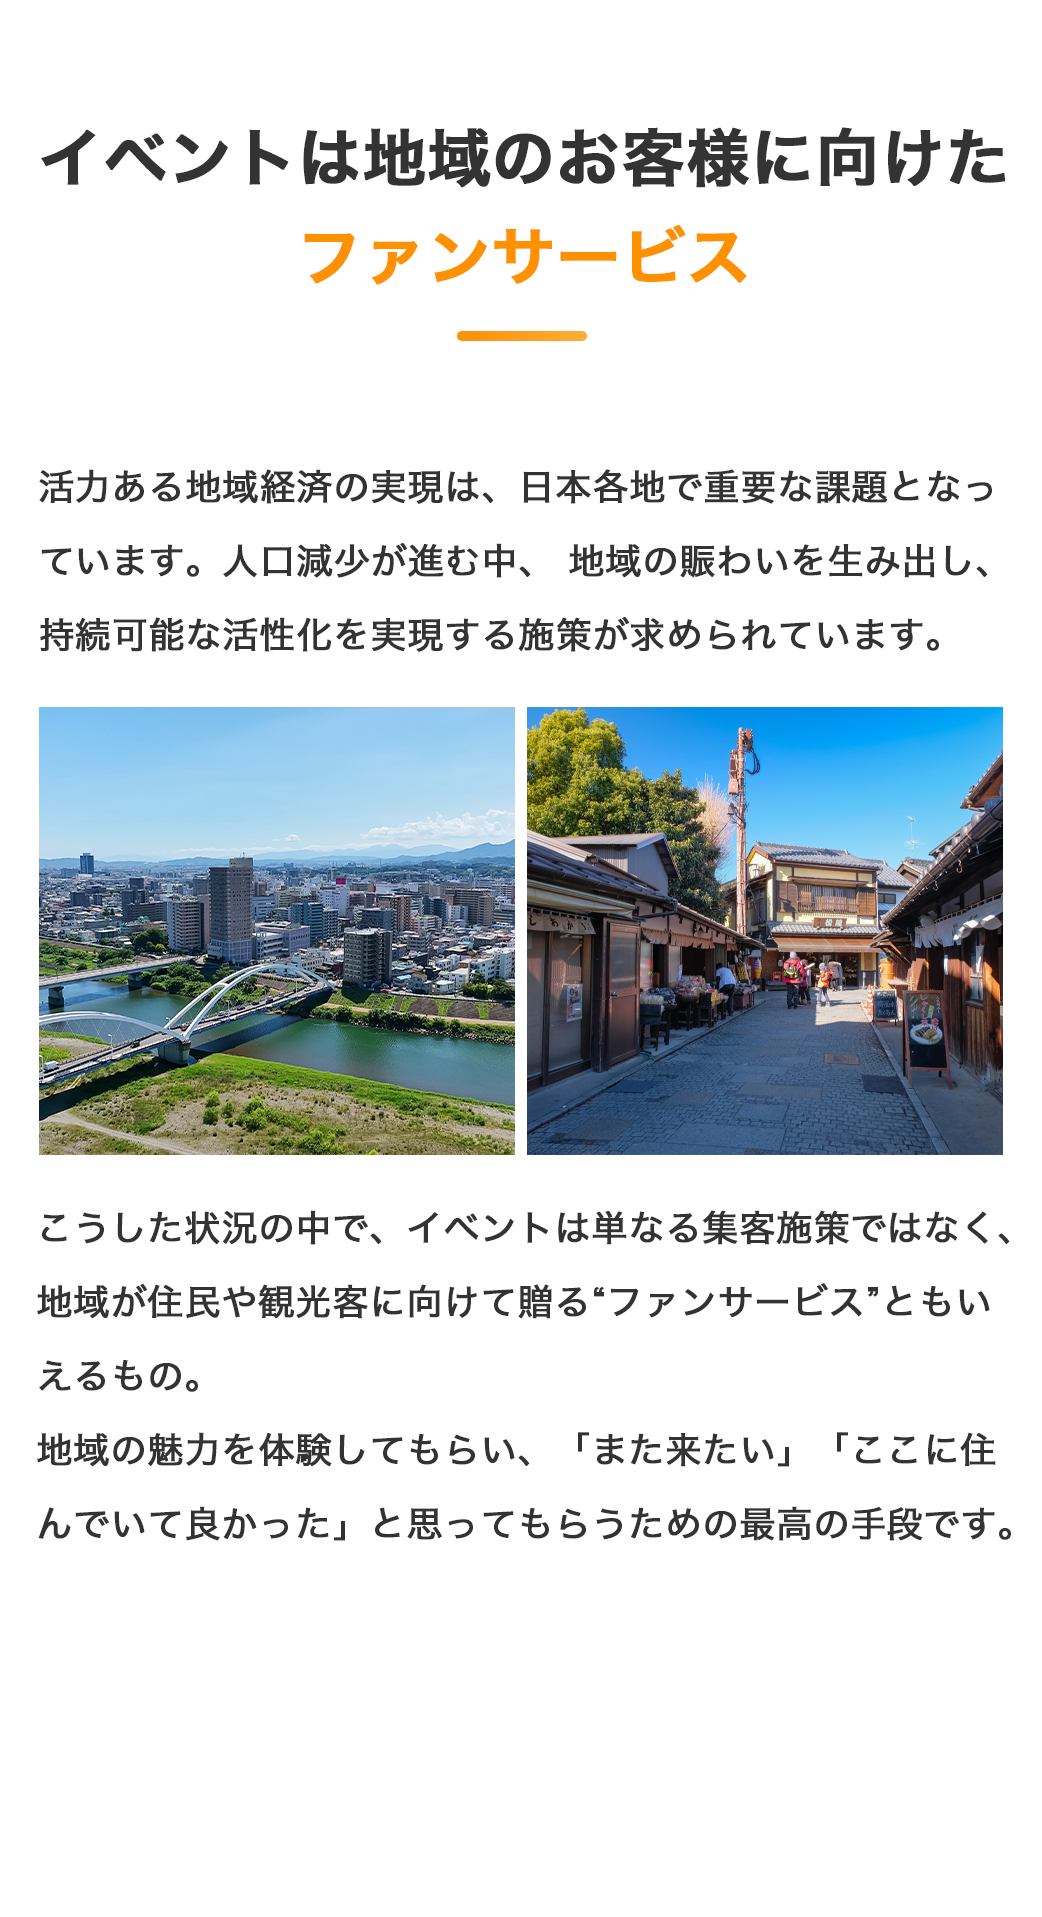 イベントは地域のお客様に向けた
ファンサービス
活力ある地域経済の実現は、日本各地で重要な課題となっ
ています。人口減少が進む中、 地域の賑わいを生み出し、
持続可能な活性化を実現する施策が求められています。
こうした状況の中で、イベントは単なる集客施策ではなく、
地域が住民や観光客に向けて贈る“ファンサービス”ともい
えるもの。
地域の魅力を体験してもらい、「また来たい」「ここに住
んでいて良かった」と思ってもらうための最高の手段です。